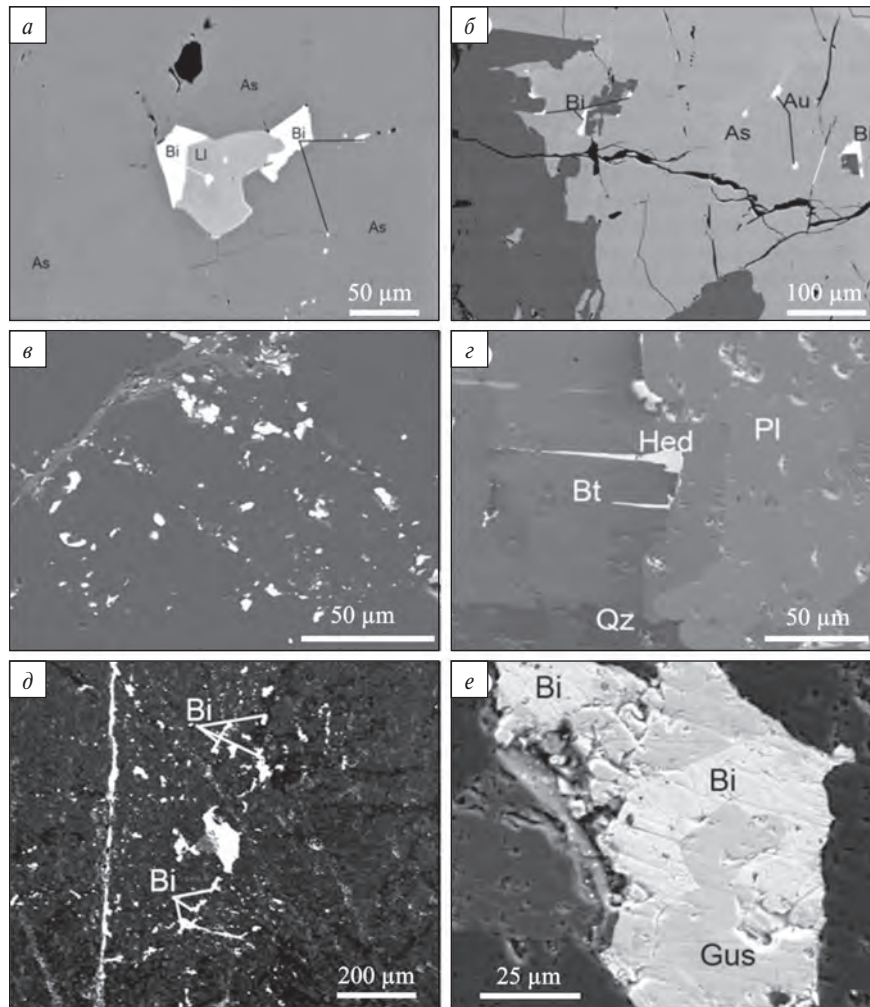 а
As
Bi
Ll
Bi
As
As
50 µm
б
Bi
As
Au
Bi
100 µm
в
50 µm
г
Hed
Pl
Bt
Qz
50 µm
д
Bi
Bi
200 µm
е
Bi
Bi
Gus
25 µm